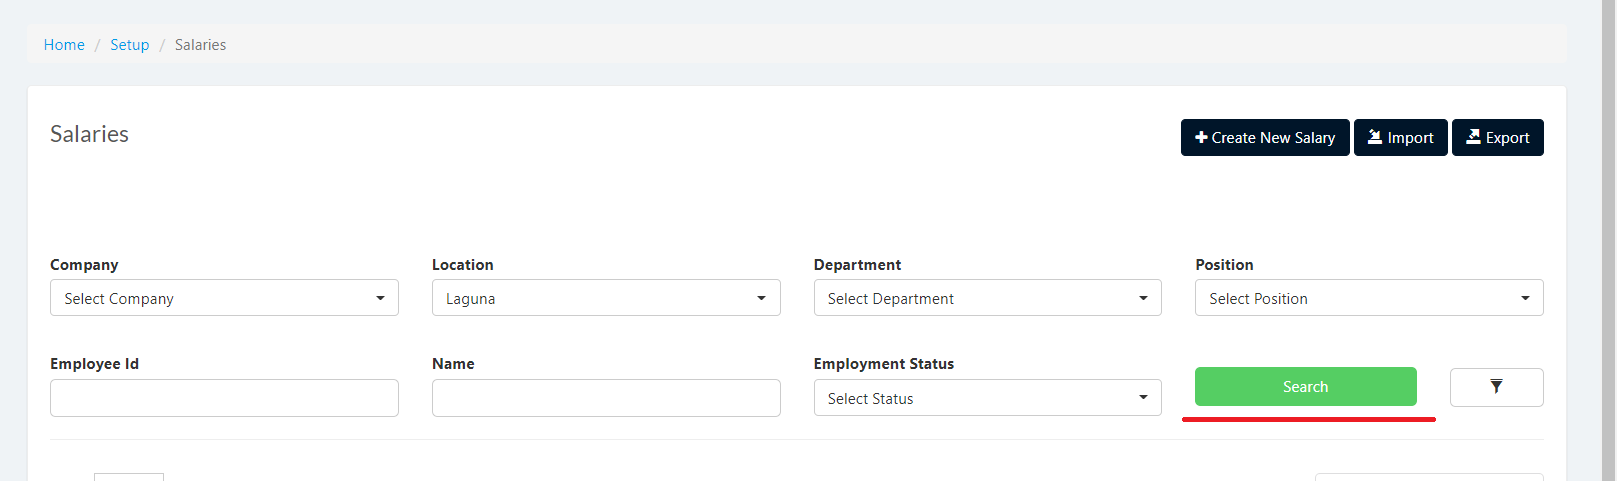 Home / Setup / Salaries
Salaries
Create New Salary Import Export
Company Location Department Position
Select Company Laguna Select Department Select Position
Employee Id Name Employment Status
Select Status Search